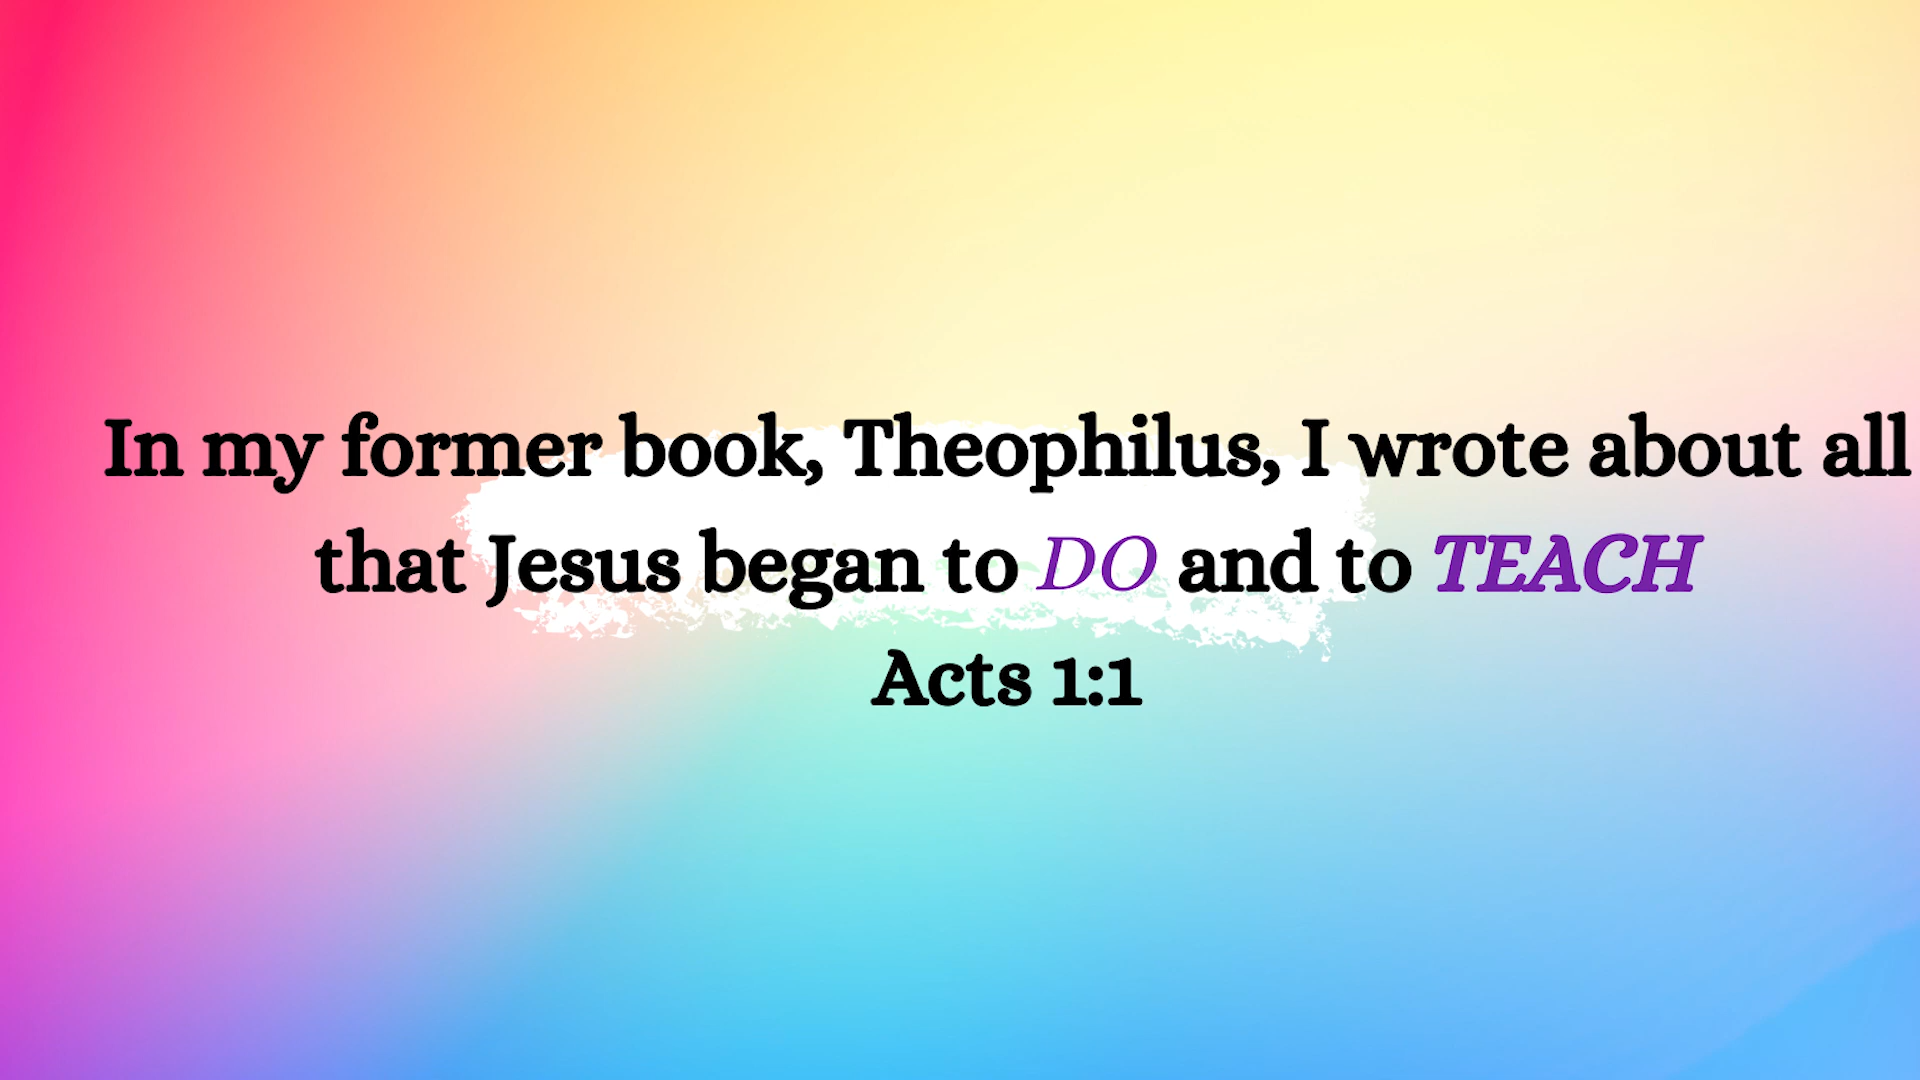 In my former book, Theophilus, I wrote about all
that Jesus began to DO and to TEACH
Acts 1:1